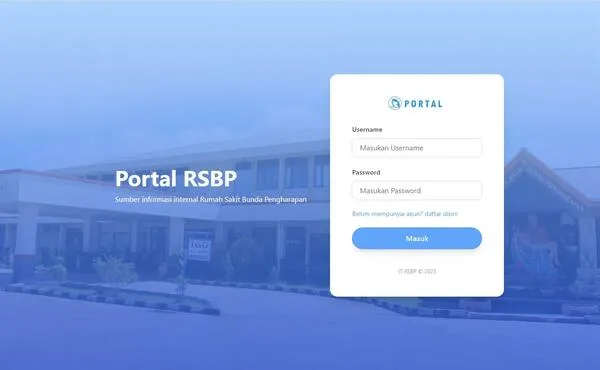 PORTAL
Username
Masukan Username
Password
Portal RSBP
Masukan Password
Sumber informasi internal Rumah Sakit Bunda Pengharapan
Belum mempunyai akun? daftar disini
Masuk
IT RSBP © 2023